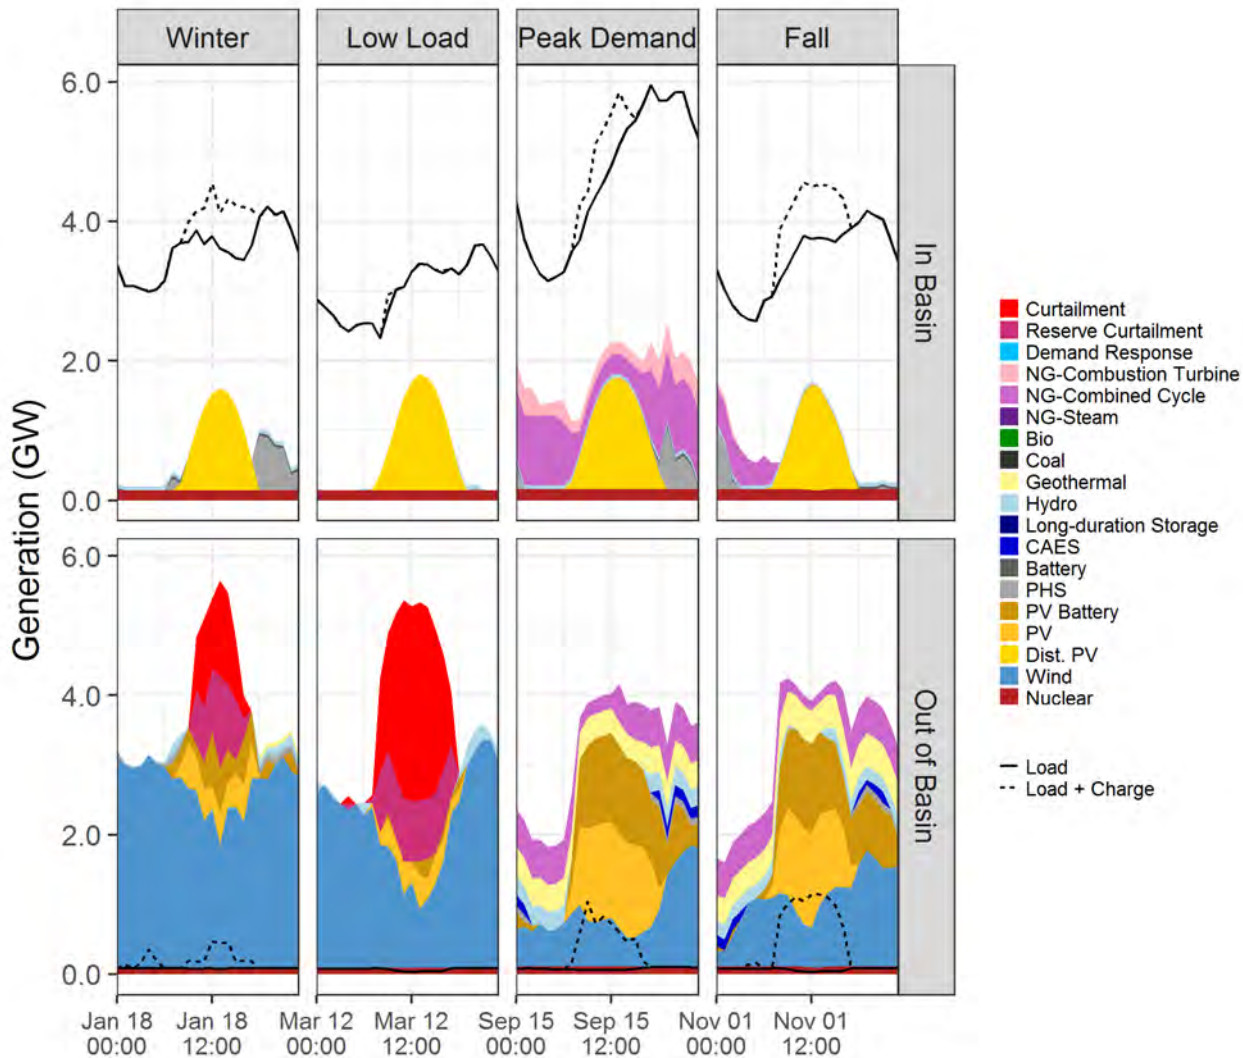 Winter
Low Load
Peak Demand
Fall
Generation (GW)
6.0
4.0
2.0
0.0
In Basin
6.0
4.0
2.0
0.0
Out of Basin
Jan 18
00:00
Jan 18
12:00
Mar 12
00:00
Mar 12
12:00
Sep 15
00:00
Sep 15
12:00
Nov 01
00:00
Nov 01
12:00
Curtailment
Reserve Curtailment
Demand Response
NG-Combustion Turbine
NG-Combined Cycle
NG-Steam
Bio
Coal
Geothermal
Hydro
Long-duration Storage
CAES
Battery
PHS
PV Battery
PV
Dist. PV
Wind
Nuclear
Load
Load + Charge